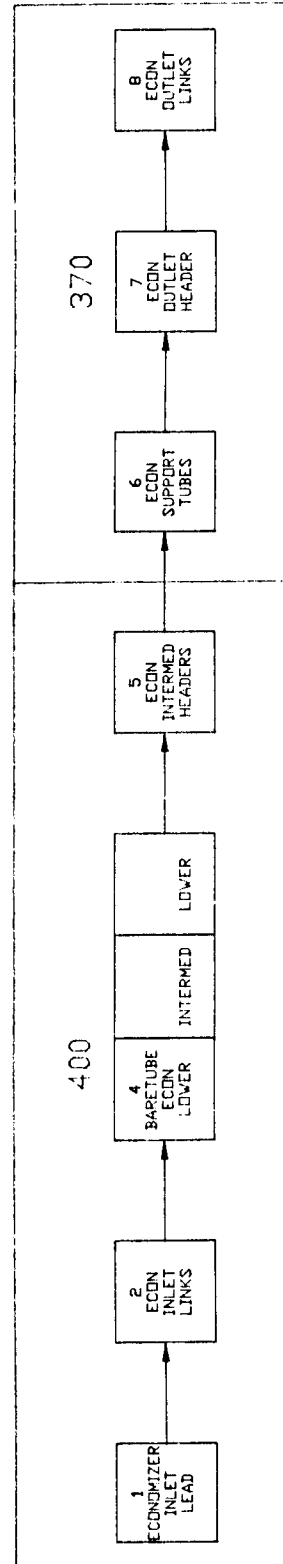 400
370
1
ECONOMIZER
INLET
LEAD
2
ECON
INLET
LINKS
4
BARETUBE
ECON
LOWER
INTERMED
LOWER
5
ECON
INTERMED
HEADERS
6
ECON
SUPPORT
TUBES
7
ECON
OUTLET
HEADER
8
ECON
OUTLET
LINKS